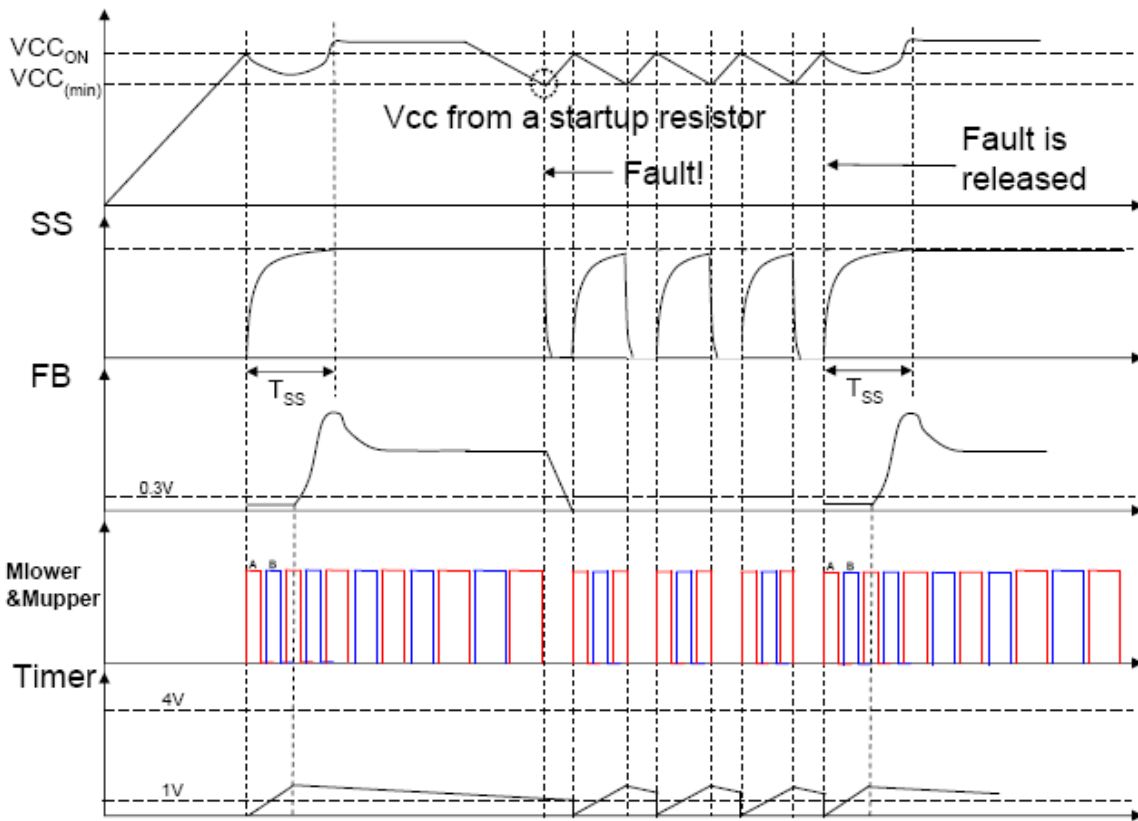 VCC_ON
VCC_(min)
Vcc from a startup resistor
Fault!
Fault is
released
SS
T_SS
T_SS
FB
0.3V
A B
A B
Mlower
&Mupper
Timer
4V
1V